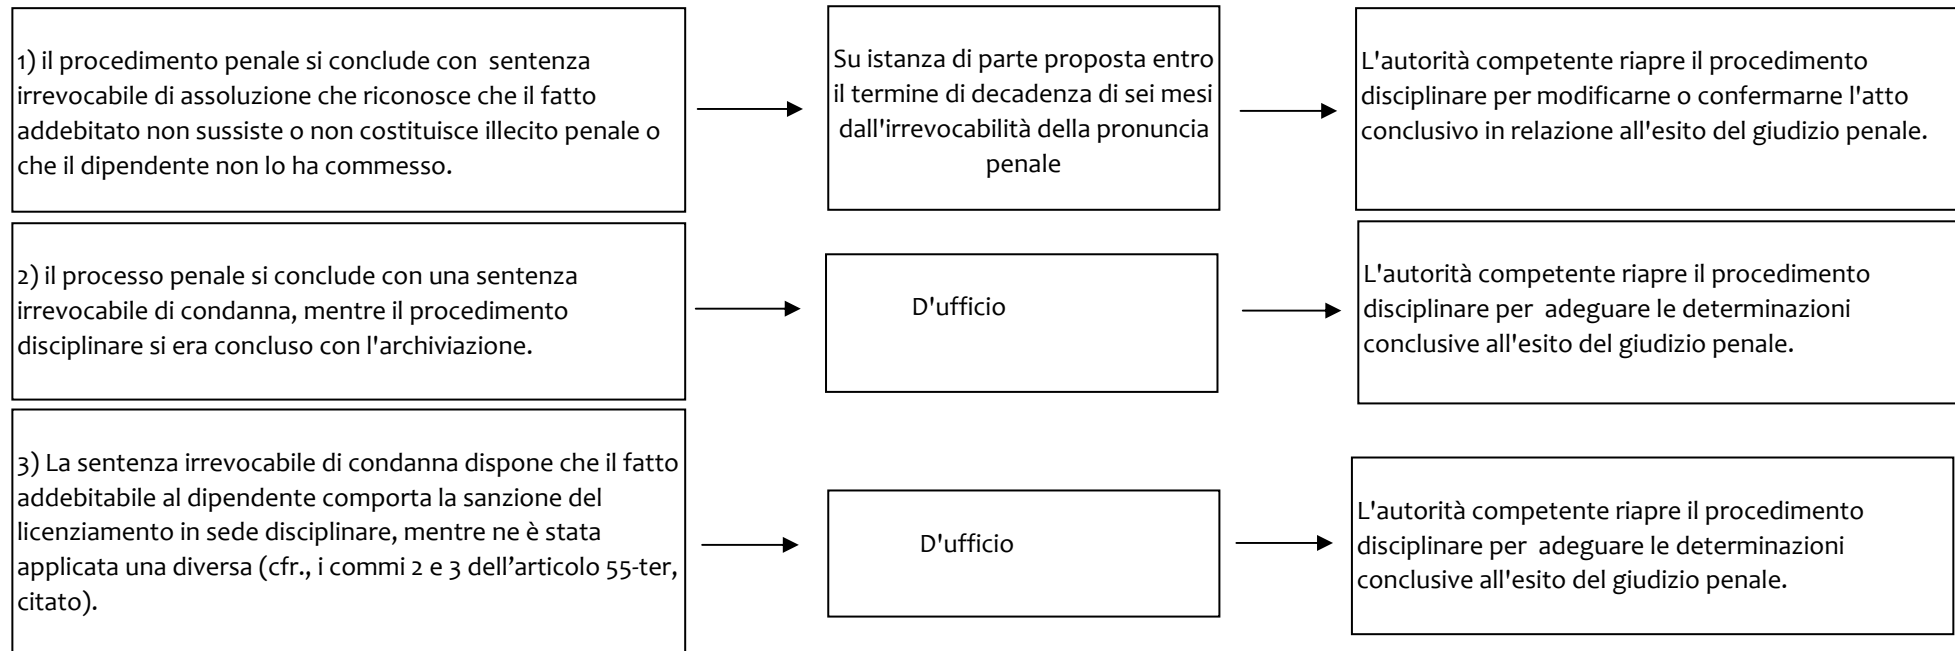 1) il procedimento penale si conclude con sentenza
irrevocabile di assoluzione che riconosce che il fatto
addebitato non sussiste o non costituisce illecito penale o
che il dipendente non lo ha commesso.
Su istanza di parte proposta entro
il termine di decadenza di sei mesi
dall'irrevocabilità della pronuncia
penale
L'autorità competente riapre il procedimento
disciplinare per modificarne o confermarne l'atto
conclusivo in relazione all'esito del giudizio penale.
2) il processo penale si conclude con una sentenza
irrevocabile di condanna, mentre il procedimento
disciplinare si era concluso con l'archiviazione.
D'ufficio
L'autorità competente riapre il procedimento
disciplinare per adeguare le determinazioni
conclusive all'esito del giudizio penale.
3) La sentenza irrevocabile di condanna dispone che il fatto
addebitabile al dipendente comporta la sanzione del
licenziamento in sede disciplinare, mentre ne è stata
applicata una diversa (cfr., i commi 2 e 3 dell’articolo 55-ter,
citato).
D'ufficio
L'autorità competente riapre il procedimento
disciplinare per adeguare le determinazioni
conclusive all'esito del giudizio penale.